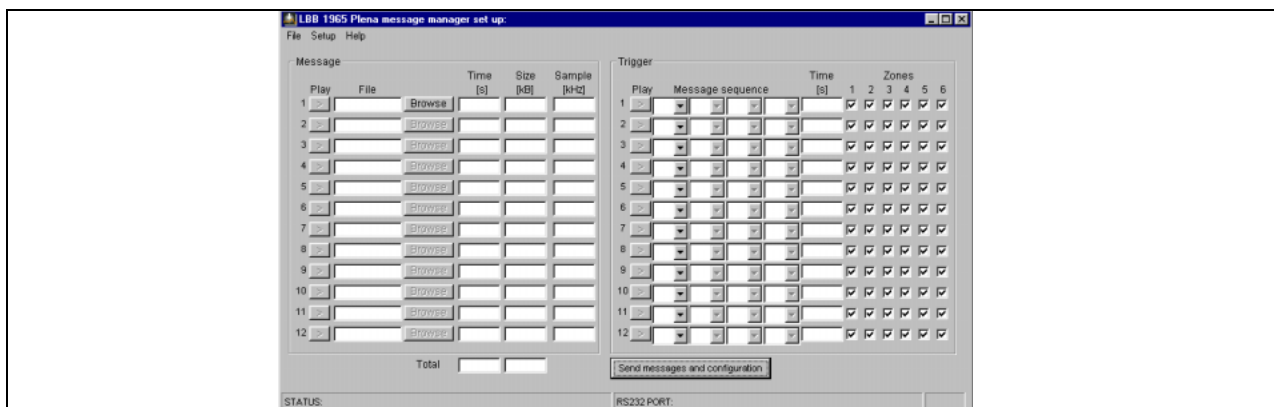 LBB 1965 Plena message manager set up:
File Setup Help
Message
Time Size Sample
Play File [s] [kB] [kHz]
1 > Browse
2 > Browse
3 > Browse
4 > Browse
5 > Browse
6 > Browse
7 > Browse
8 > Browse
9 > Browse
10 > Browse
11 > Browse
12 > Browse
Total
Trigger
Time Zones
Play Message sequence [s] 1 2 3 4 5 6
1 >
2 >
3 >
4 >
5 >
6 >
7 >
8 >
9 >
10 >
11 >
12 >
Send messages and configuration
STATUS: RS232 PORT: